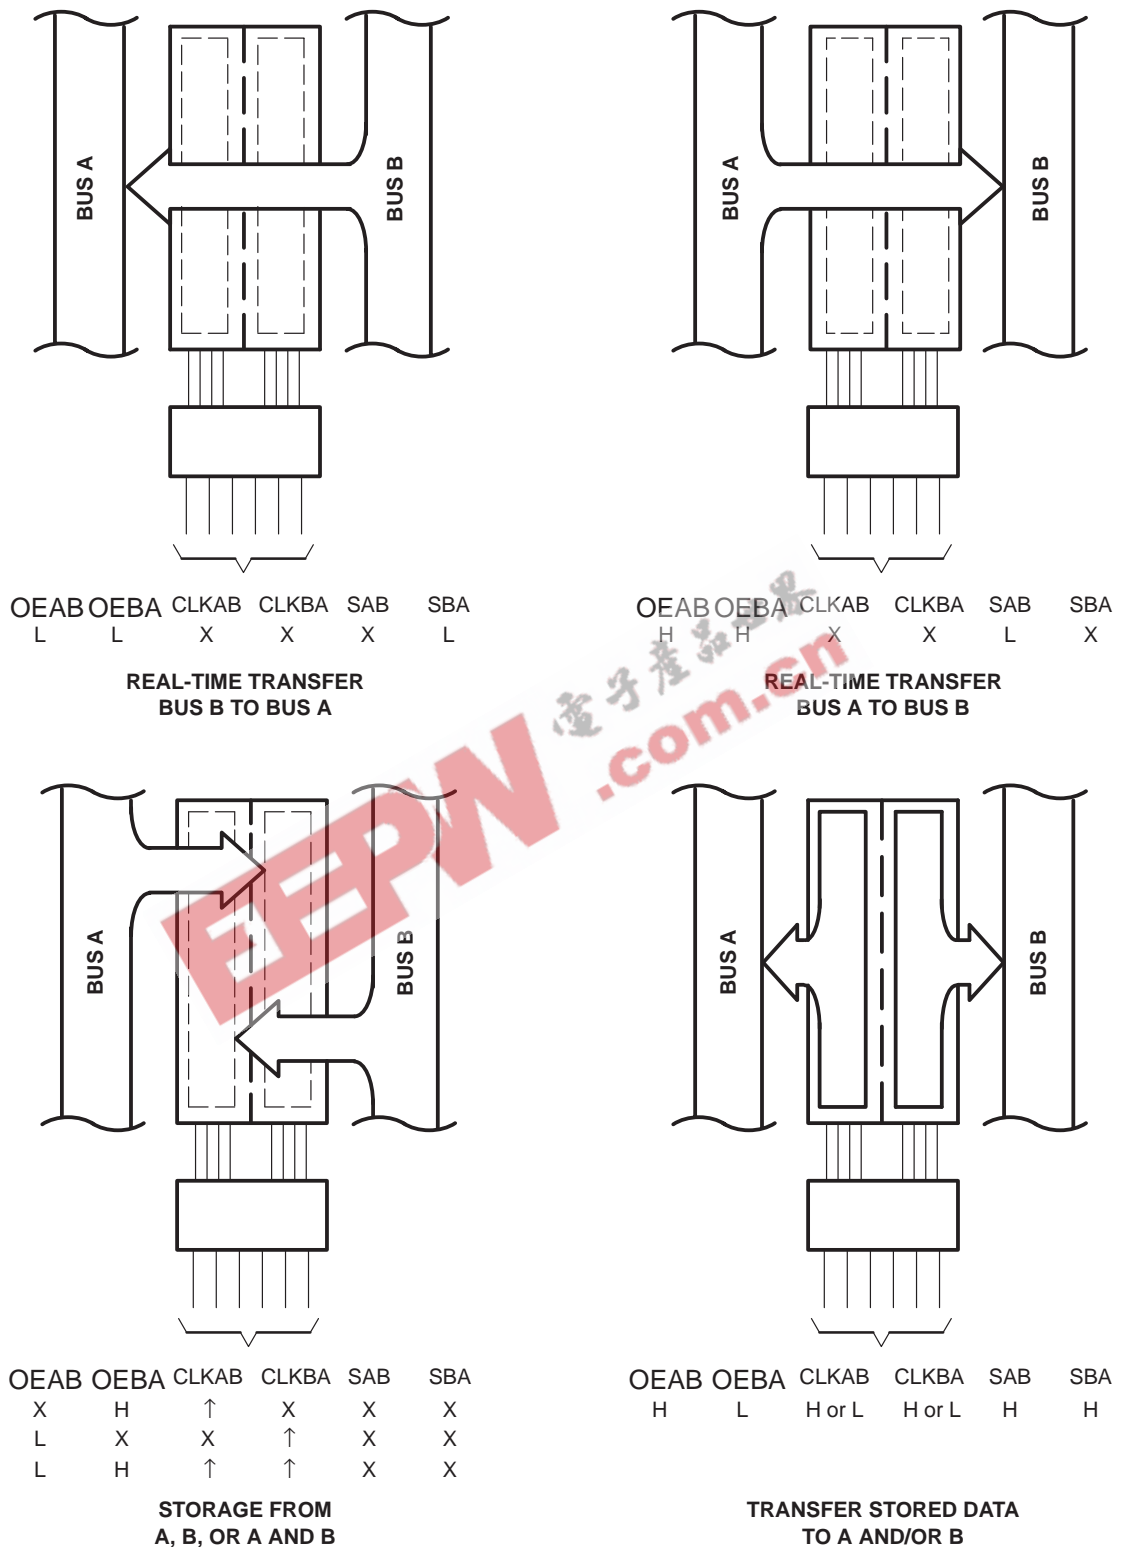 BUS A
BUS B
BUS A
BUS B
OEAB OEBA CLKAB CLKBA SAB SBA
L L X X X L
REAL-TIME TRANSFER
BUS B TO BUS A
OEAB OEBA CLKAB CLKBA SAB SBA
H H X X L X
REAL-TIME TRANSFER
BUS A TO BUS B
電子產品世界
EEPW.com.cn
BUS A
BUS B
BUS A
BUS B
OEAB OEBA CLKAB CLKBA SAB SBA
X H ↑ X X X
L X X ↑ X X
L H ↑ ↑ X X
STORAGE FROM
A, B, OR A AND B
OEAB OEBA CLKAB CLKBA SAB SBA
H L H or L H or L H H
TRANSFER STORED DATA
TO A AND/OR B